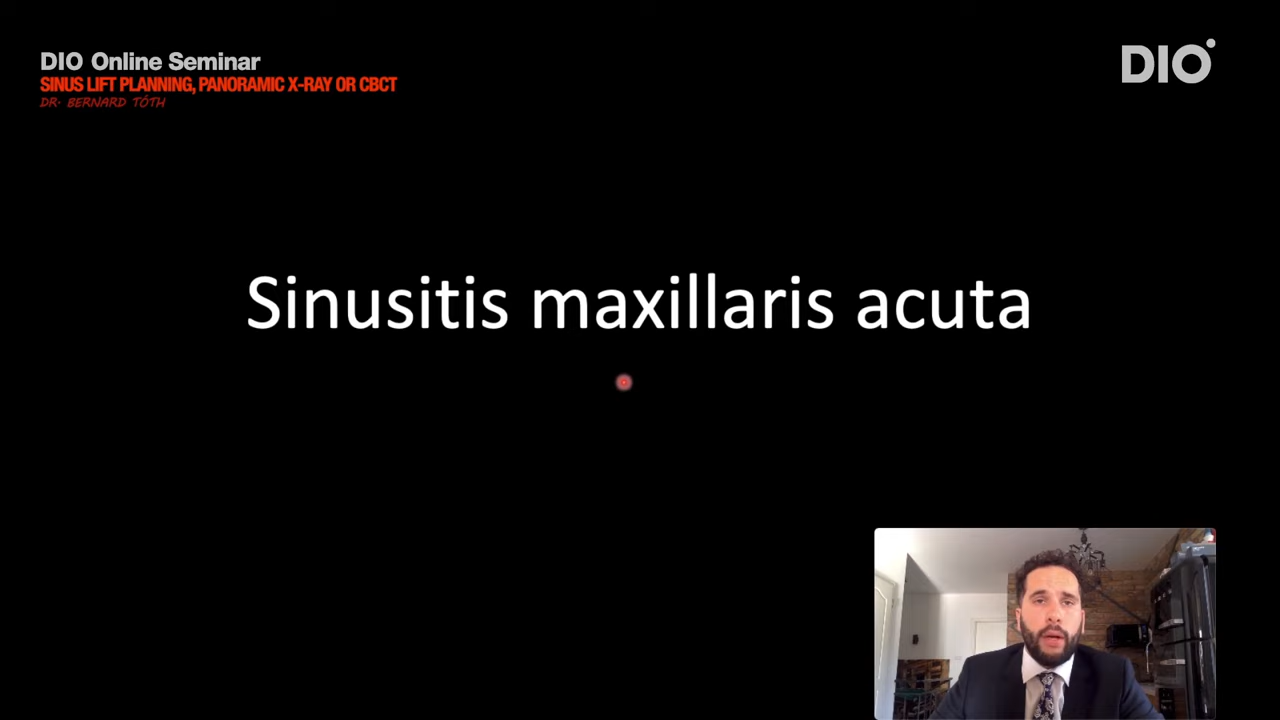 DIO Online Seminar
SINUS LIFT PLANNING, PANORAMIC X-RAY OR CBCT
DR. BERNARD TÓTH
DIO
Sinusitis maxillaris acuta